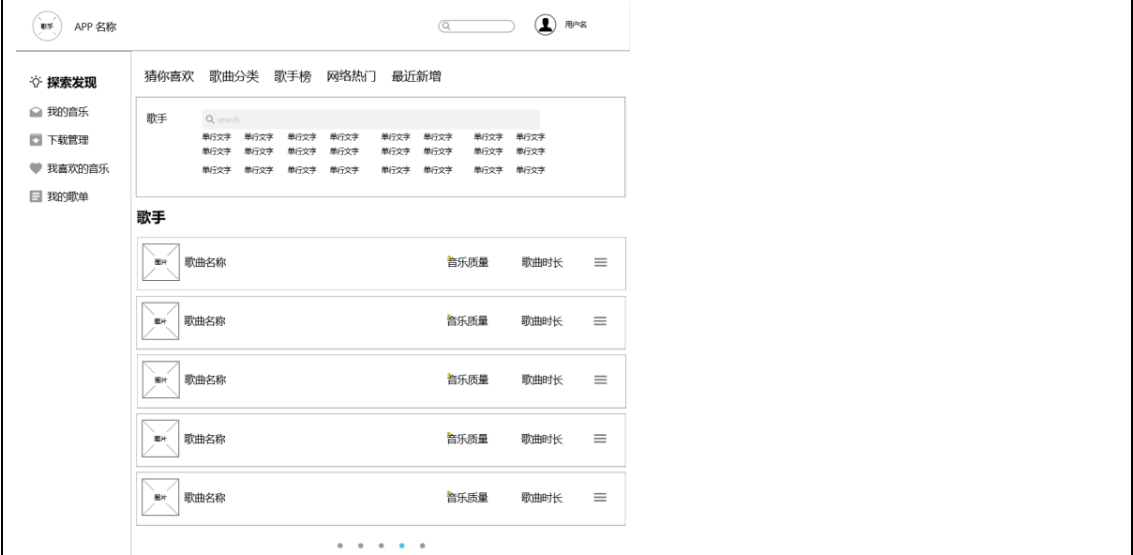 歌手 APP 名称 用户名
探索发现
我的音乐
下载管理
我喜欢的音乐
我的歌单
猜你喜欢 歌曲分类 歌手榜 网络热门 最近新增
歌手 search
单行文字 单行文字 单行文字 单行文字 单行文字 单行文字 单行文字 单行文字
单行文字 单行文字 单行文字 单行文字 单行文字 单行文字 单行文字 单行文字
单行文字 单行文字 单行文字 单行文字 单行文字 单行文字 单行文字 单行文字
歌手
图片 歌曲名称 音乐质量 歌曲时长
图片 歌曲名称 音乐质量 歌曲时长
图片 歌曲名称 音乐质量 歌曲时长
图片 歌曲名称 音乐质量 歌曲时长
图片 歌曲名称 音乐质量 歌曲时长